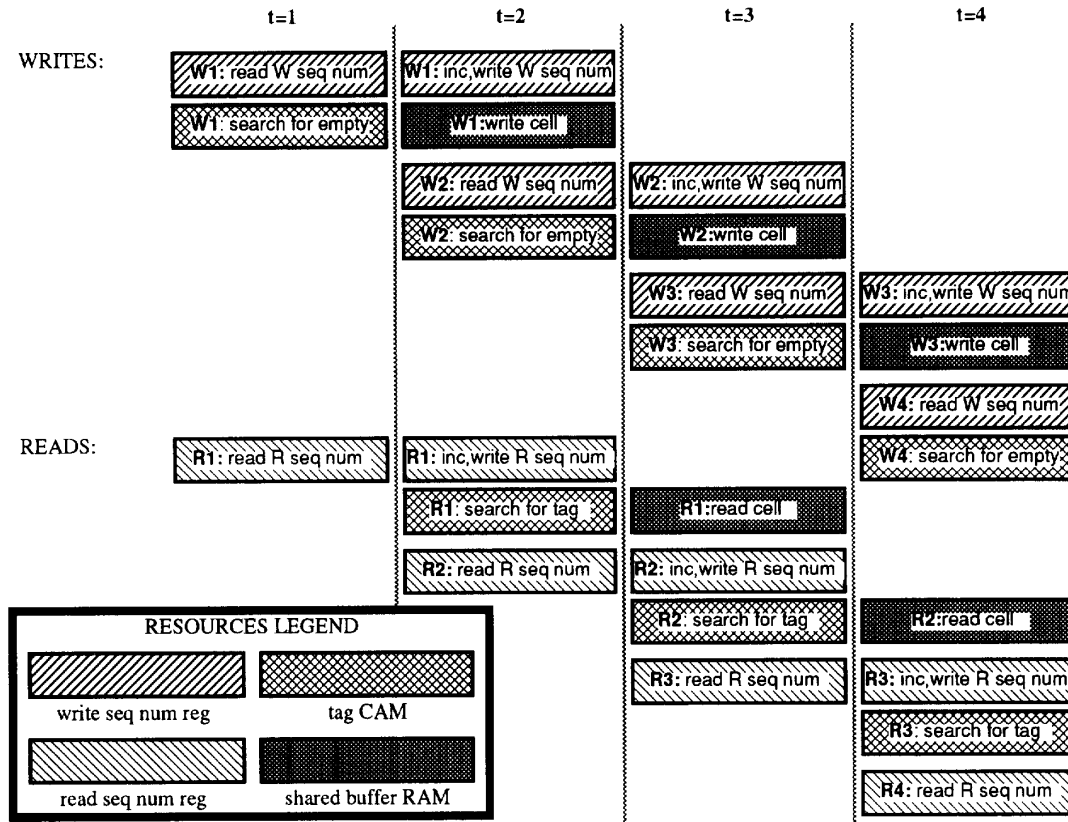 t=1 t=2 t=3 t=4
WRITES:
W1: read W seq num W1: inc,write W seq num
W1: search for empty W1:write cell
W2: read W seq num W2: inc,write W seq num
W2: search for empty W2:write cell
W3: read W seq num W3: inc,write W seq num
W3: search for empty W3:write cell
W4: read W seq num
READS:
R1: read R seq num R1: inc,write R seq num W4: search for empty
R1: search for tag R1:read cell
R2: read R seq num R2: inc,write R seq num
R2: search for tag R2:read cell
R3: read R seq num R3: inc,write R seq num
R3: search for tag
R4: read R seq num
RESOURCES LEGEND
write seq num reg tag CAM
read seq num reg shared buffer RAM